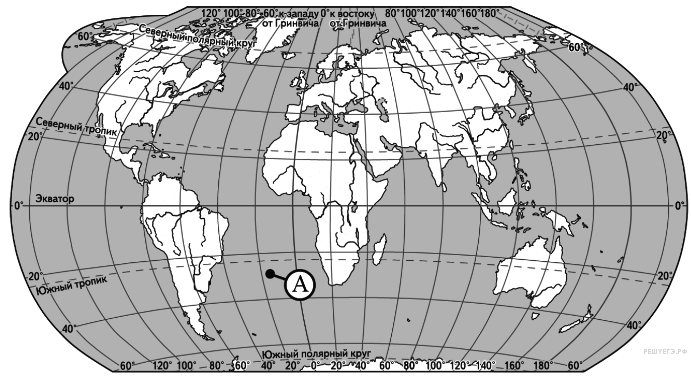 120° 100° 80° 60° к западу 0° к востоку 80° 100° 120° 140° 160° 180°
от Гринвича от Гринвича
Северный полярный круг
60° 60°
40° 40°
Северный тропик
20° 20°
Экватор
0° 0°
20° 20°
Южный тропик
A
40° 40°
Южный полярный круг
РЕШУЕГЭ.РФ
60° 120° 100° 80° 60° 40° 20° 0° 20° 40° 60° 80° 100° 120° 140° 160° 180° 60°